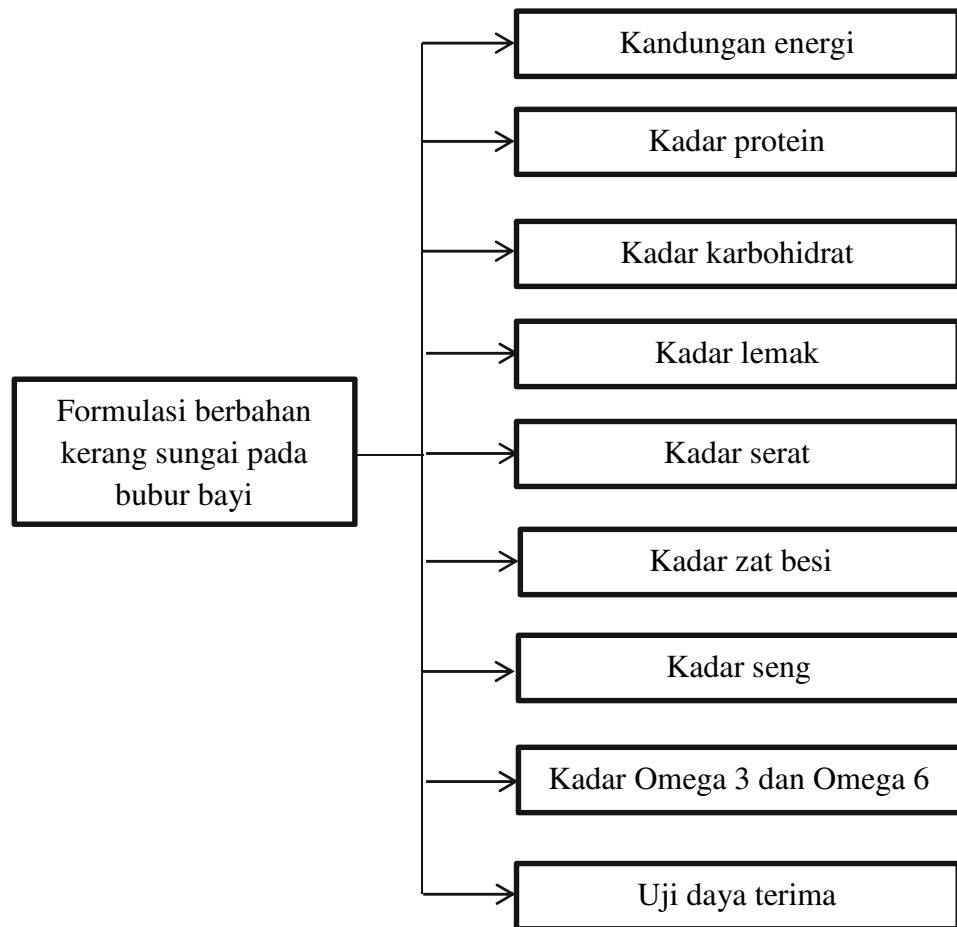 Kandungan energi
Kadar protein
Kadar karbohidrat
Kadar lemak
Formulasi berbahan
kerang sungai pada
bubur bayi
Kadar serat
Kadar zat besi
Kadar seng
Kadar Omega 3 dan Omega 6
Uji daya terima